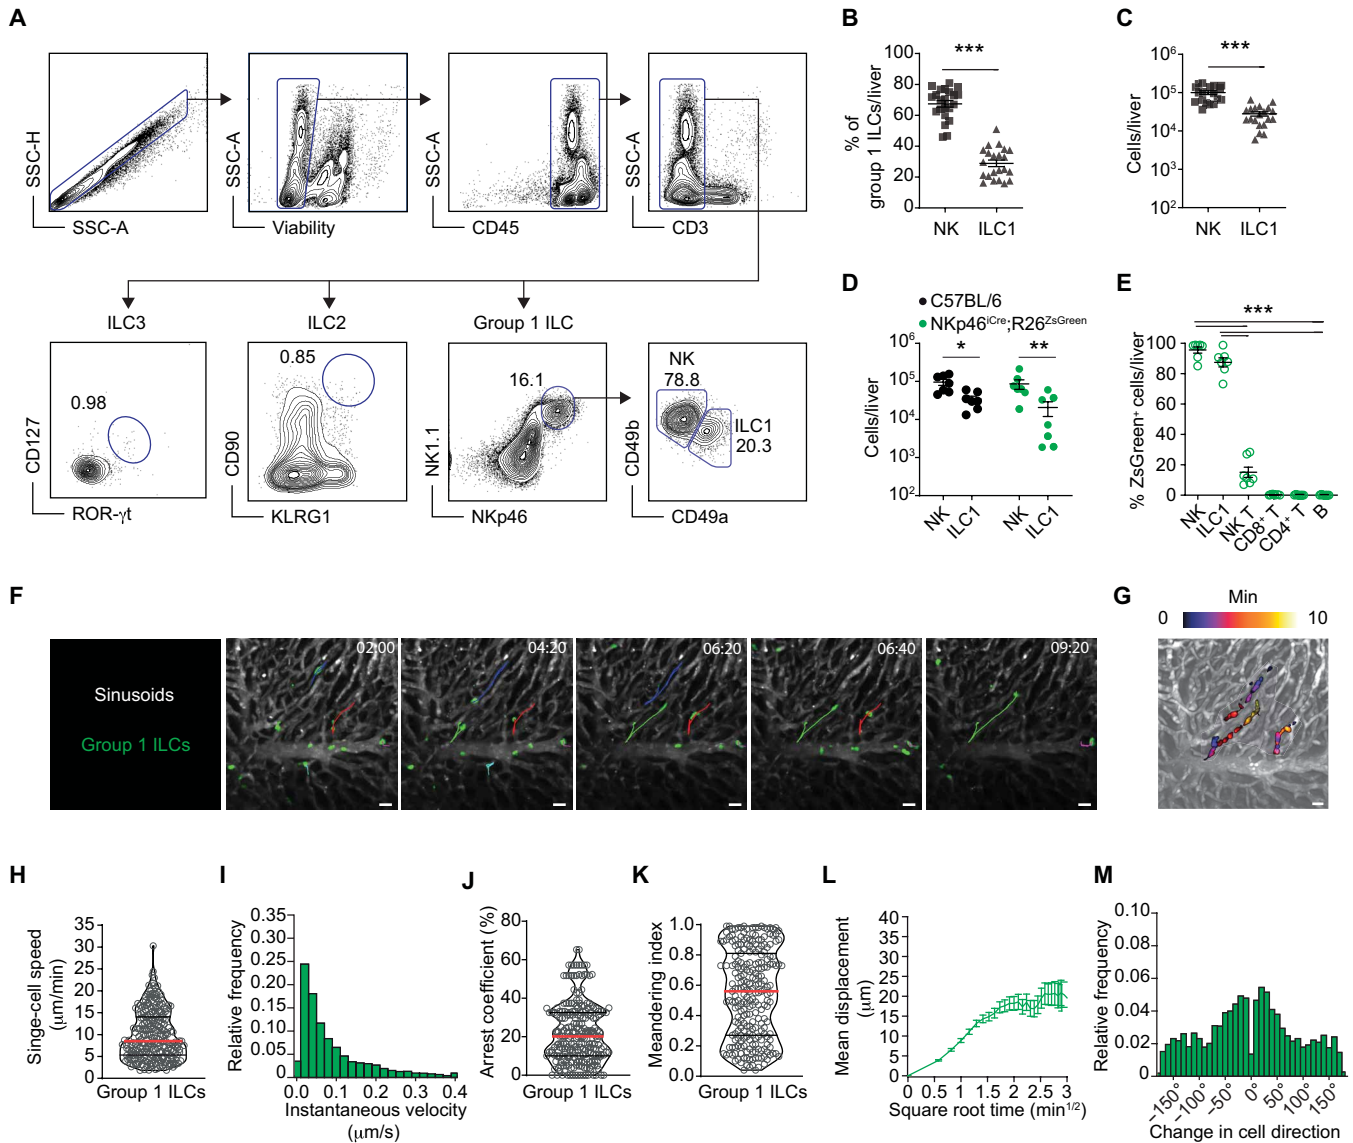 A
SSC-H
SSC-A
SSC-A
Viability
SSC-A
CD45
SSC-A
CD3
ILC3
ILC2
Group 1 ILC
0.98
CD127
ROR-γt
0.85
CD90
KLRG1
16.1
NK1.1
NKp46
NK
78.8
ILC1
20.3
CD49b
CD49a
B
***
% of
group 1 ILCs/liver
100
80
60
40
20
0
NK ILC1
C
***
Cells/liver
10⁶
10⁵
10⁴
10³
10²
NK ILC1
D
C57BL/6
NKp46iCre;R26ZsGreen
* **
Cells/liver
10⁶
10⁵
10⁴
10³
10²
NK ILC1 NK ILC1
E
***
% ZsGreen⁺ cells/liver
100
80
60
40
20
0
NK ILC1 NK T CD8⁺ T CD4⁺ T B
F
Sinusoids
Group 1 ILCs
02:00
04:20
06:20
06:40
09:20
G
Min
0 10
H
Singe-cell speed
(μm/min)
35
30
25
20
15
10
5
0
Group 1 ILCs
I
Relative frequency
0.35
0.25
0.20
0.15
0.10
0.05
0
0.0 0.1 0.2 0.3 0.4
Instantaneous velocity
(μm/s)
J
Arrest coefficient (%)
80
60
40
20
0
Group 1 ILCs
K
Meandering index
1.0
0.8
0.6
0.4
0.2
0.0
Group 1 ILCs
L
Mean displacement
(μm)
40
35
30
25
20
15
10
5
0
0 0.5 1 1.5 2 2.5 3
Square root time (min1/2)
M
Relative frequency
0.10
0.08
0.06
0.04
0.02
0
−150° −100° −50° 0° 50° 100° 150°
Change in cell direction